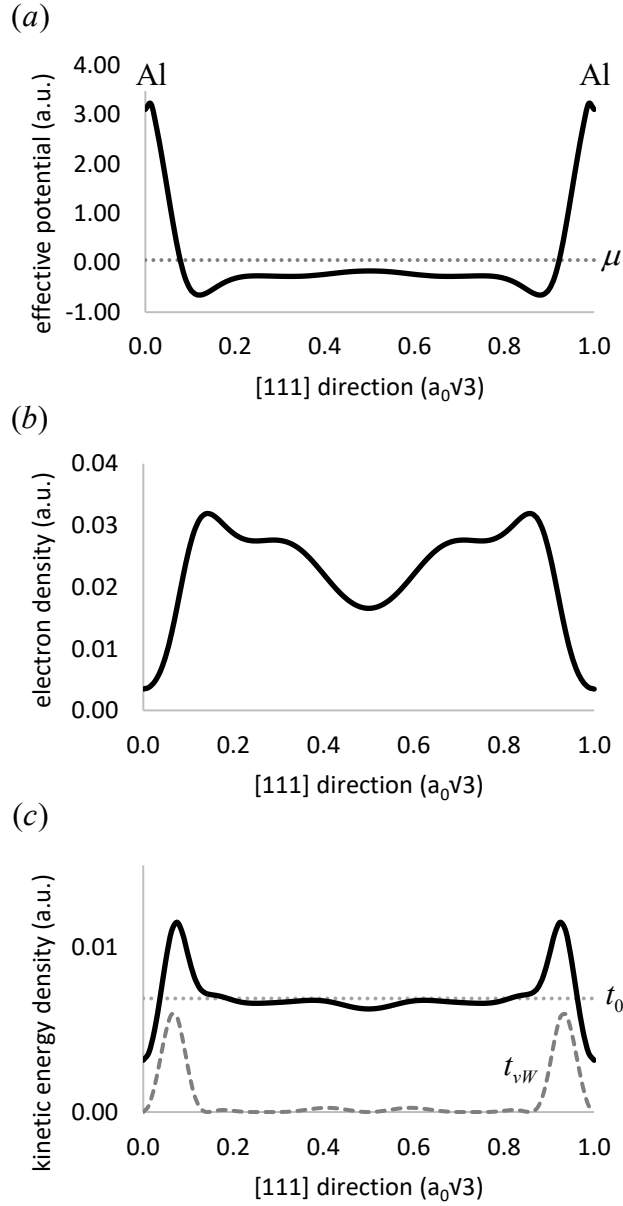 (a)
effective potential (a.u.)
4.00
3.00
2.00
1.00
0.00
-1.00
Al
Al
μ
0.0 0.2 0.4 0.6 0.8 1.0
[111] direction (a₀√3)
(b)
electron density (a.u.)
0.04
0.03
0.02
0.01
0.00
0.0 0.2 0.4 0.6 0.8 1.0
[111] direction (a₀√3)
(c)
kinetic energy density (a.u.)
0.01
0.00
t₀
tvW
0.0 0.2 0.4 0.6 0.8 1.0
[111] direction (a₀√3)